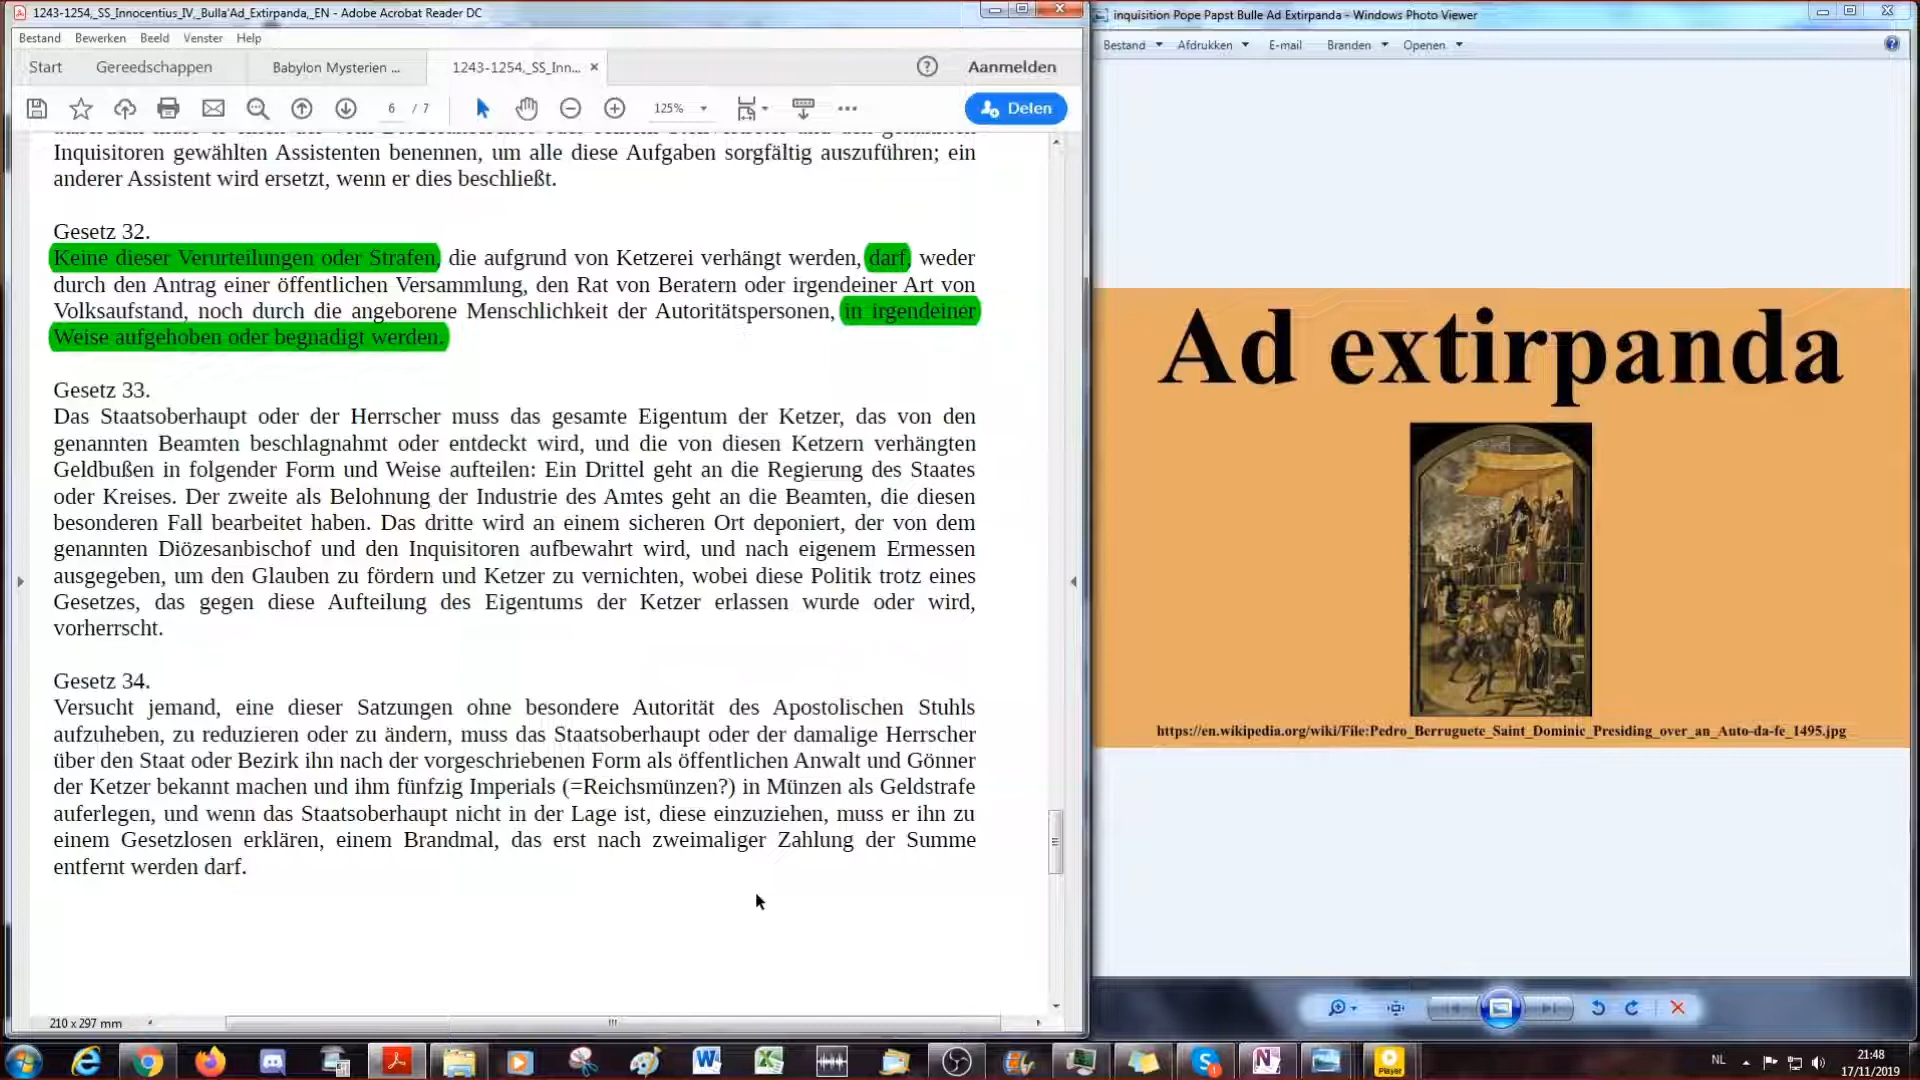 1243-1254,_SS_Innocentius_IV,_Bulla'Ad_Extirpanda,_EN - Adobe Acrobat Reader DC
Bestand Bewerken Beeld Venster Help
Start Gereedschappen Babylon Mysterien ... 1243-1254,_SS_Inn... × Aanmelden
6 / 7 125% Delen
Inquisitoren gewählten Assistenten benennen, um alle diese Aufgaben sorgfältig auszuführen; ein
anderer Assistent wird ersetzt, wenn er dies beschließt.
Gesetz 32.
Keine dieser Verurteilungen oder Strafen, die aufgrund von Ketzerei verhängt werden, darf, weder
durch den Antrag einer öffentlichen Versammlung, den Rat von Beratern oder irgendeiner Art von
Volksaufstand, noch durch die angeborene Menschlichkeit der Autoritätspersonen, in irgendeiner
Weise aufgehoben oder begnadigt werden.
Gesetz 33.
Das Staatsoberhaupt oder der Herrscher muss das gesamte Eigentum der Ketzer, das von den
genannten Beamten beschlagnahmt oder entdeckt wird, und die von diesen Ketzern verhängten
Geldbußen in folgender Form und Weise aufteilen: Ein Drittel geht an die Regierung des Staates
oder Kreises. Der zweite als Belohnung der Industrie des Amtes geht an die Beamten, die diesen
besonderen Fall bearbeitet haben. Das dritte wird an einem sicheren Ort deponiert, der von dem
genannten Diözesanbischof und den Inquisitoren aufbewahrt wird, und nach eigenem Ermessen
ausgegeben, um den Glauben zu fördern und Ketzer zu vernichten, wobei diese Politik trotz eines
Gesetzes, das gegen diese Aufteilung des Eigentums der Ketzer erlassen wurde oder wird,
vorherrscht.
Gesetz 34.
Versucht jemand, eine dieser Satzungen ohne besondere Autorität des Apostolischen Stuhls
aufzuheben, zu reduzieren oder zu ändern, muss das Staatsoberhaupt oder der damalige Herrscher
über den Staat oder Bezirk ihn nach der vorgeschriebenen Form als öffentlichen Anwalt und Gönner
der Ketzer bekannt machen und ihm fünfzig Imperials (=Reichsmünzen?) in Münzen als Geldstrafe
auferlegen, und wenn das Staatsoberhaupt nicht in der Lage ist, diese einzuziehen, muss er ihn zu
einem Gesetzlosen erklären, einem Brandmal, das erst nach zweimaliger Zahlung der Summe
entfernt werden darf.
210 x 297 mm
inquisition Pope Papst Bulle Ad Extirpanda - Windows Photo Viewer
Bestand Afdrukken E-mail Branden Openen
Ad extirpanda
https://en.wikipedia.org/wiki/File:Pedro_Berruguete_Saint_Dominic_Presiding_over_an_Auto-da-fe_1495.jpg
Player
NL
21:48
17/11/2019